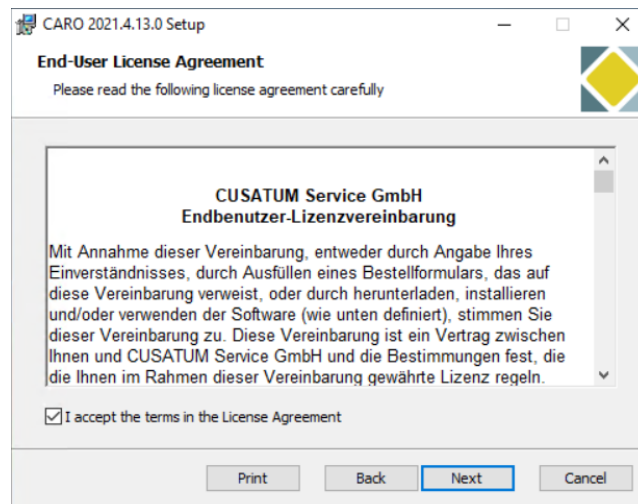 CARO 2021.4.13.0 Setup
End-User License Agreement
Please read the following license agreement carefully
CUSATUM Service GmbH
Endbenutzer-Lizenzvereinbarung
Mit Annahme dieser Vereinbarung, entweder durch Angabe Ihres
Einverständnisses, durch Ausfüllen eines Bestellformulars, das auf
diese Vereinbarung verweist, oder durch herunterladen, installieren
und/oder verwenden der Software (wie unten definiert), stimmen Sie
dieser Vereinbarung zu. Diese Vereinbarung ist ein Vertrag zwischen
Ihnen und CUSATUM Service GmbH und die Bestimmungen fest, die
die Ihnen im Rahmen dieser Vereinbarung gewährte Lizenz regeln.
I accept the terms in the License Agreement
Print Back Next Cancel